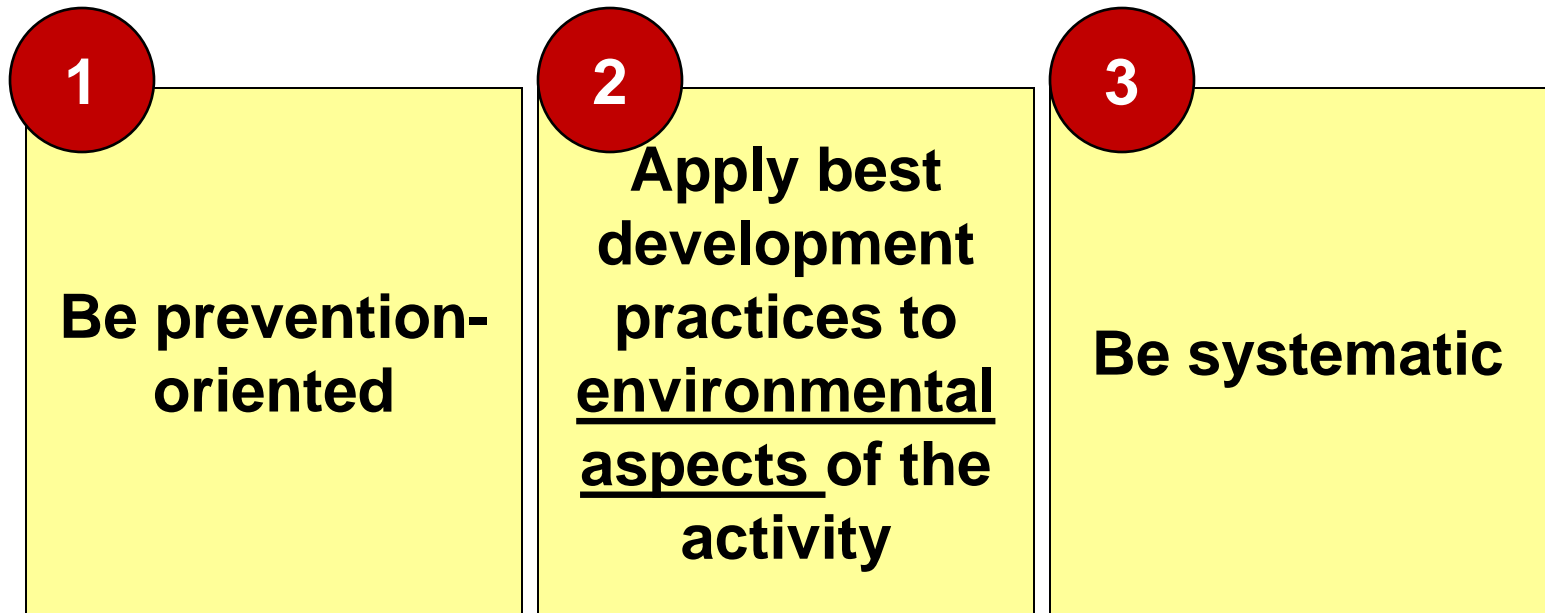 1
Be prevention-
oriented
2
Apply best
development
practices to
environmental
aspects of the
activity
3
Be systematic